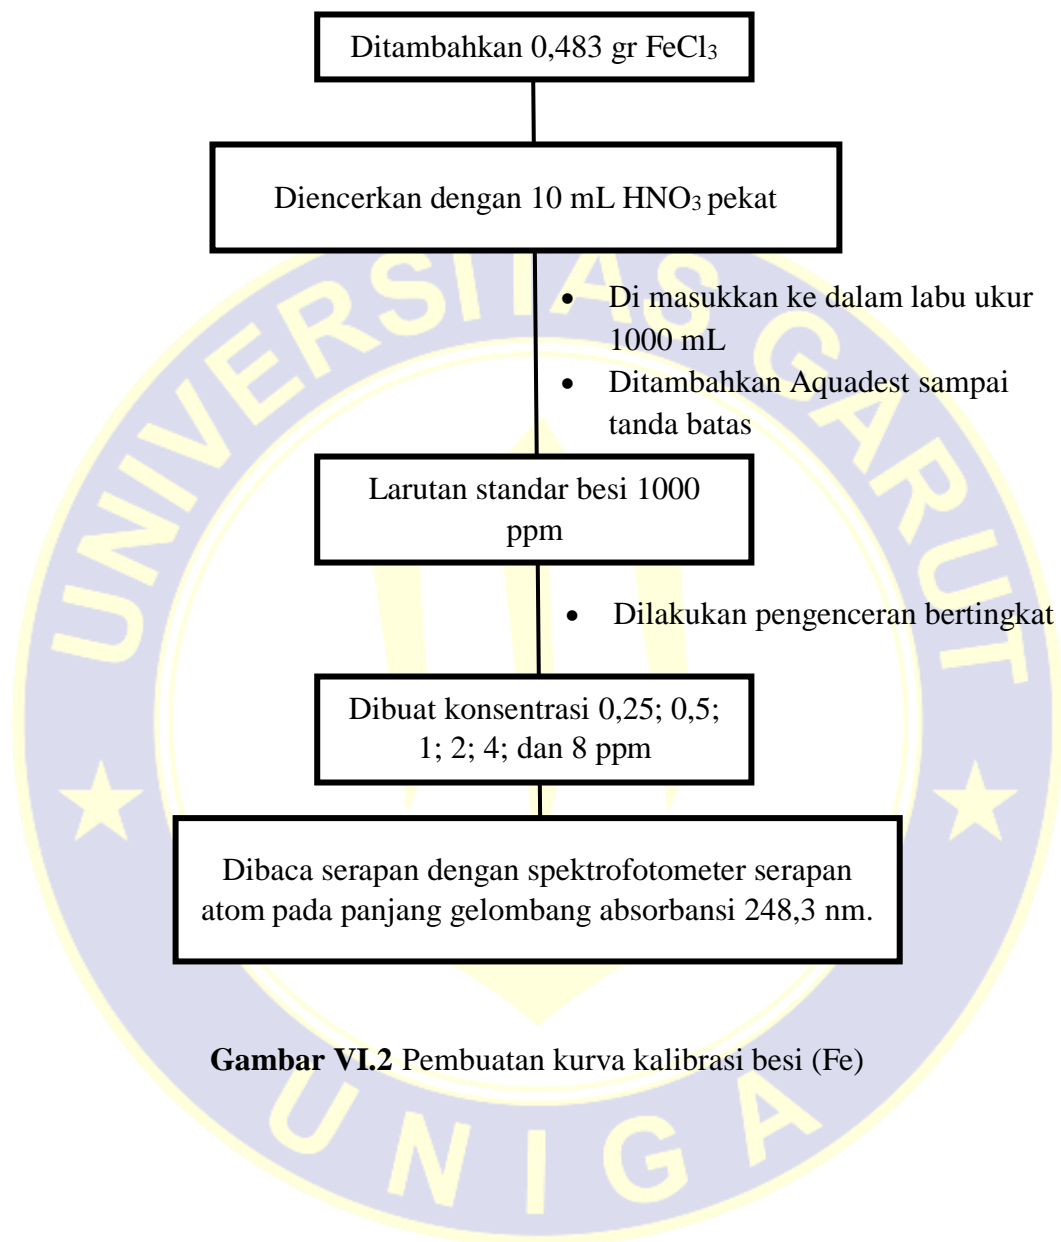 Ditambahkan 0,483 gr FeCl₃
Diencerkan dengan 10 mL HNO₃ pekat
• Di masukkan ke dalam labu ukur
1000 mL
• Ditambahkan Aquadest sampai
tanda batas
Larutan standar besi 1000
ppm
• Dilakukan pengenceran bertingkat
Dibuat konsentrasi 0,25; 0,5;
1; 2; 4; dan 8 ppm
Dibaca serapan dengan spektrofotometer serapan
atom pada panjang gelombang absorbansi 248,3 nm.
Gambar VI.2 Pembuatan kurva kalibrasi besi (Fe)
UNIVERSITAS GARUT
UNIGA